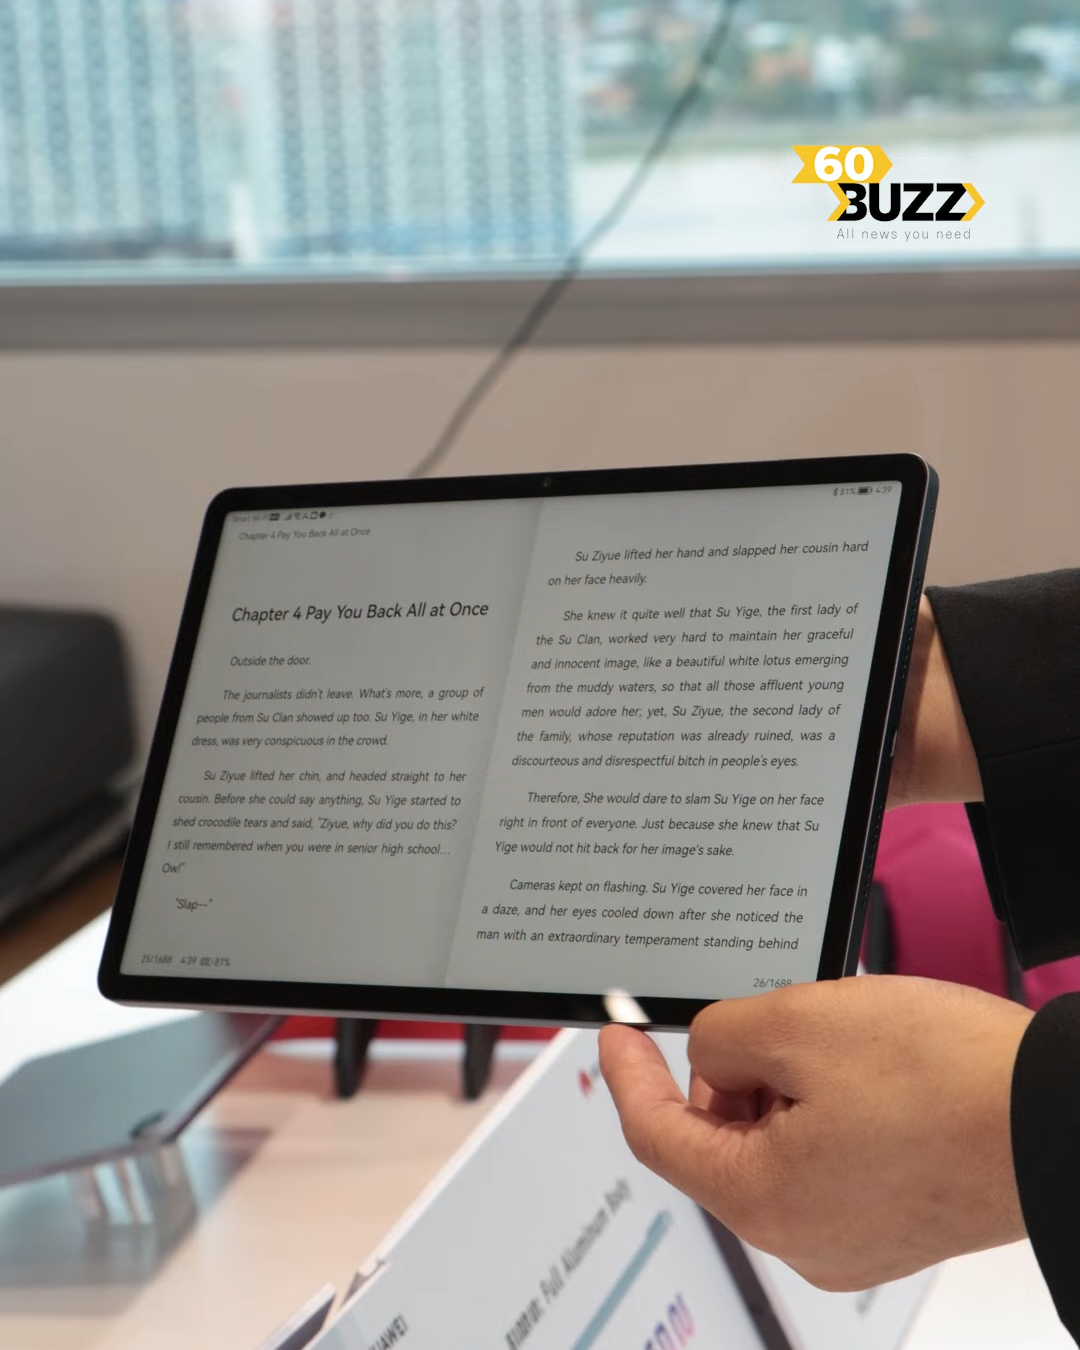 60
BUZZ
All news you need
81% 4:39
Chapter 4 Pay You Back All at Once
Chapter 4 Pay You Back All at Once
Outside the door.
The journalists didn't leave. What's more, a group of
people from Su Clan showed up too. Su Yige, in her white
dress, was very conspicuous in the crowd.
Su Ziyue lifted her chin, and headed straight to her
cousin. Before she could say anything, Su Yige started to
shed crocodile tears and said, "Ziyue, why did you do this?
I still remembered when you were in senior high school...
Ow!"
"Slap--"
25/1688 4:39 81%
Su Ziyue lifted her hand and slapped her cousin hard
on her face heavily.
She knew it quite well that Su Yige, the first lady of
the Su Clan, worked very hard to maintain her graceful
and innocent image, like a beautiful white lotus emerging
from the muddy waters, so that all those affluent young
men would adore her; yet, Su Ziyue, the second lady of
the family, whose reputation was already ruined, was a
discourteous and disrespectful bitch in people's eyes.
Therefore, She would dare to slam Su Yige on her face
right in front of everyone. Just because she knew that Su
Yige would not hit back for her image's sake.
Cameras kept on flashing. Su Yige covered her face in
a daze, and her eyes cooled down after she noticed the
man with an extraordinary temperament standing behind
26/1688
Full Aluminum Body